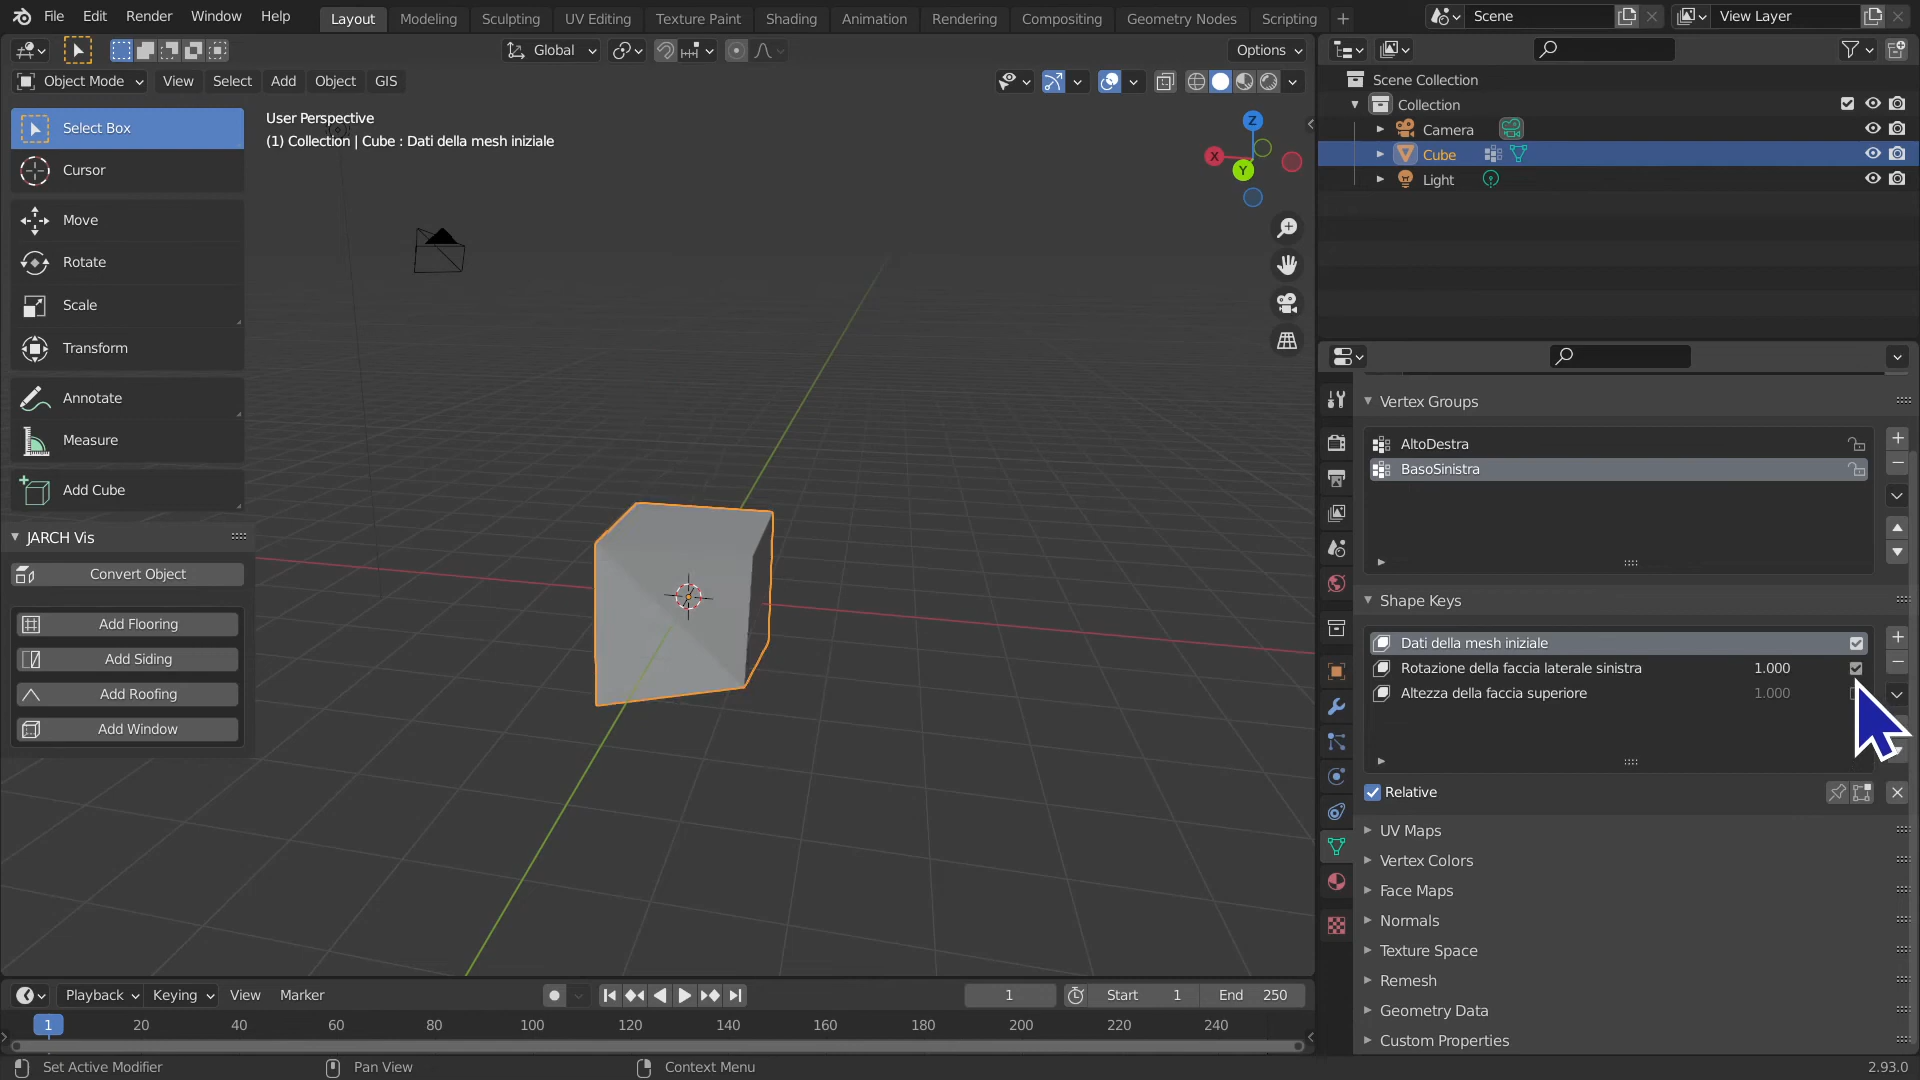 File Edit Render Window Help Layout Modeling Sculpting UV Editing Texture Paint Shading Animation Rendering Compositing Geometry Nodes Scripting + Scene View Layer
Global Options
Object Mode View Select Add Object GIS
Select Box
Cursor
Move
Rotate
Scale
Transform
Annotate
Measure
Add Cube
JARCH Vis
Convert Object
Add Flooring
Add Siding
Add Roofing
Add Window
User Perspective
(1) Collection | Cube : Dati della mesh iniziale
Z
X
Y
Scene Collection
Collection
Camera
Cube
Light
Vertex Groups
AltoDestra
BasoSinistra
Shape Keys
Dati della mesh iniziale
Rotazione della faccia laterale sinistra 1.000
Altezza della faccia superiore 1.000
Relative
UV Maps
Vertex Colors
Face Maps
Normals
Texture Space
Remesh
Geometry Data
Custom Properties
Playback Keying View Marker 1 Start 1 End 250
1 20 40 60 80 100 120 140 160 180 200 220 240
Set Active Modifier Pan View Context Menu 2.93.0